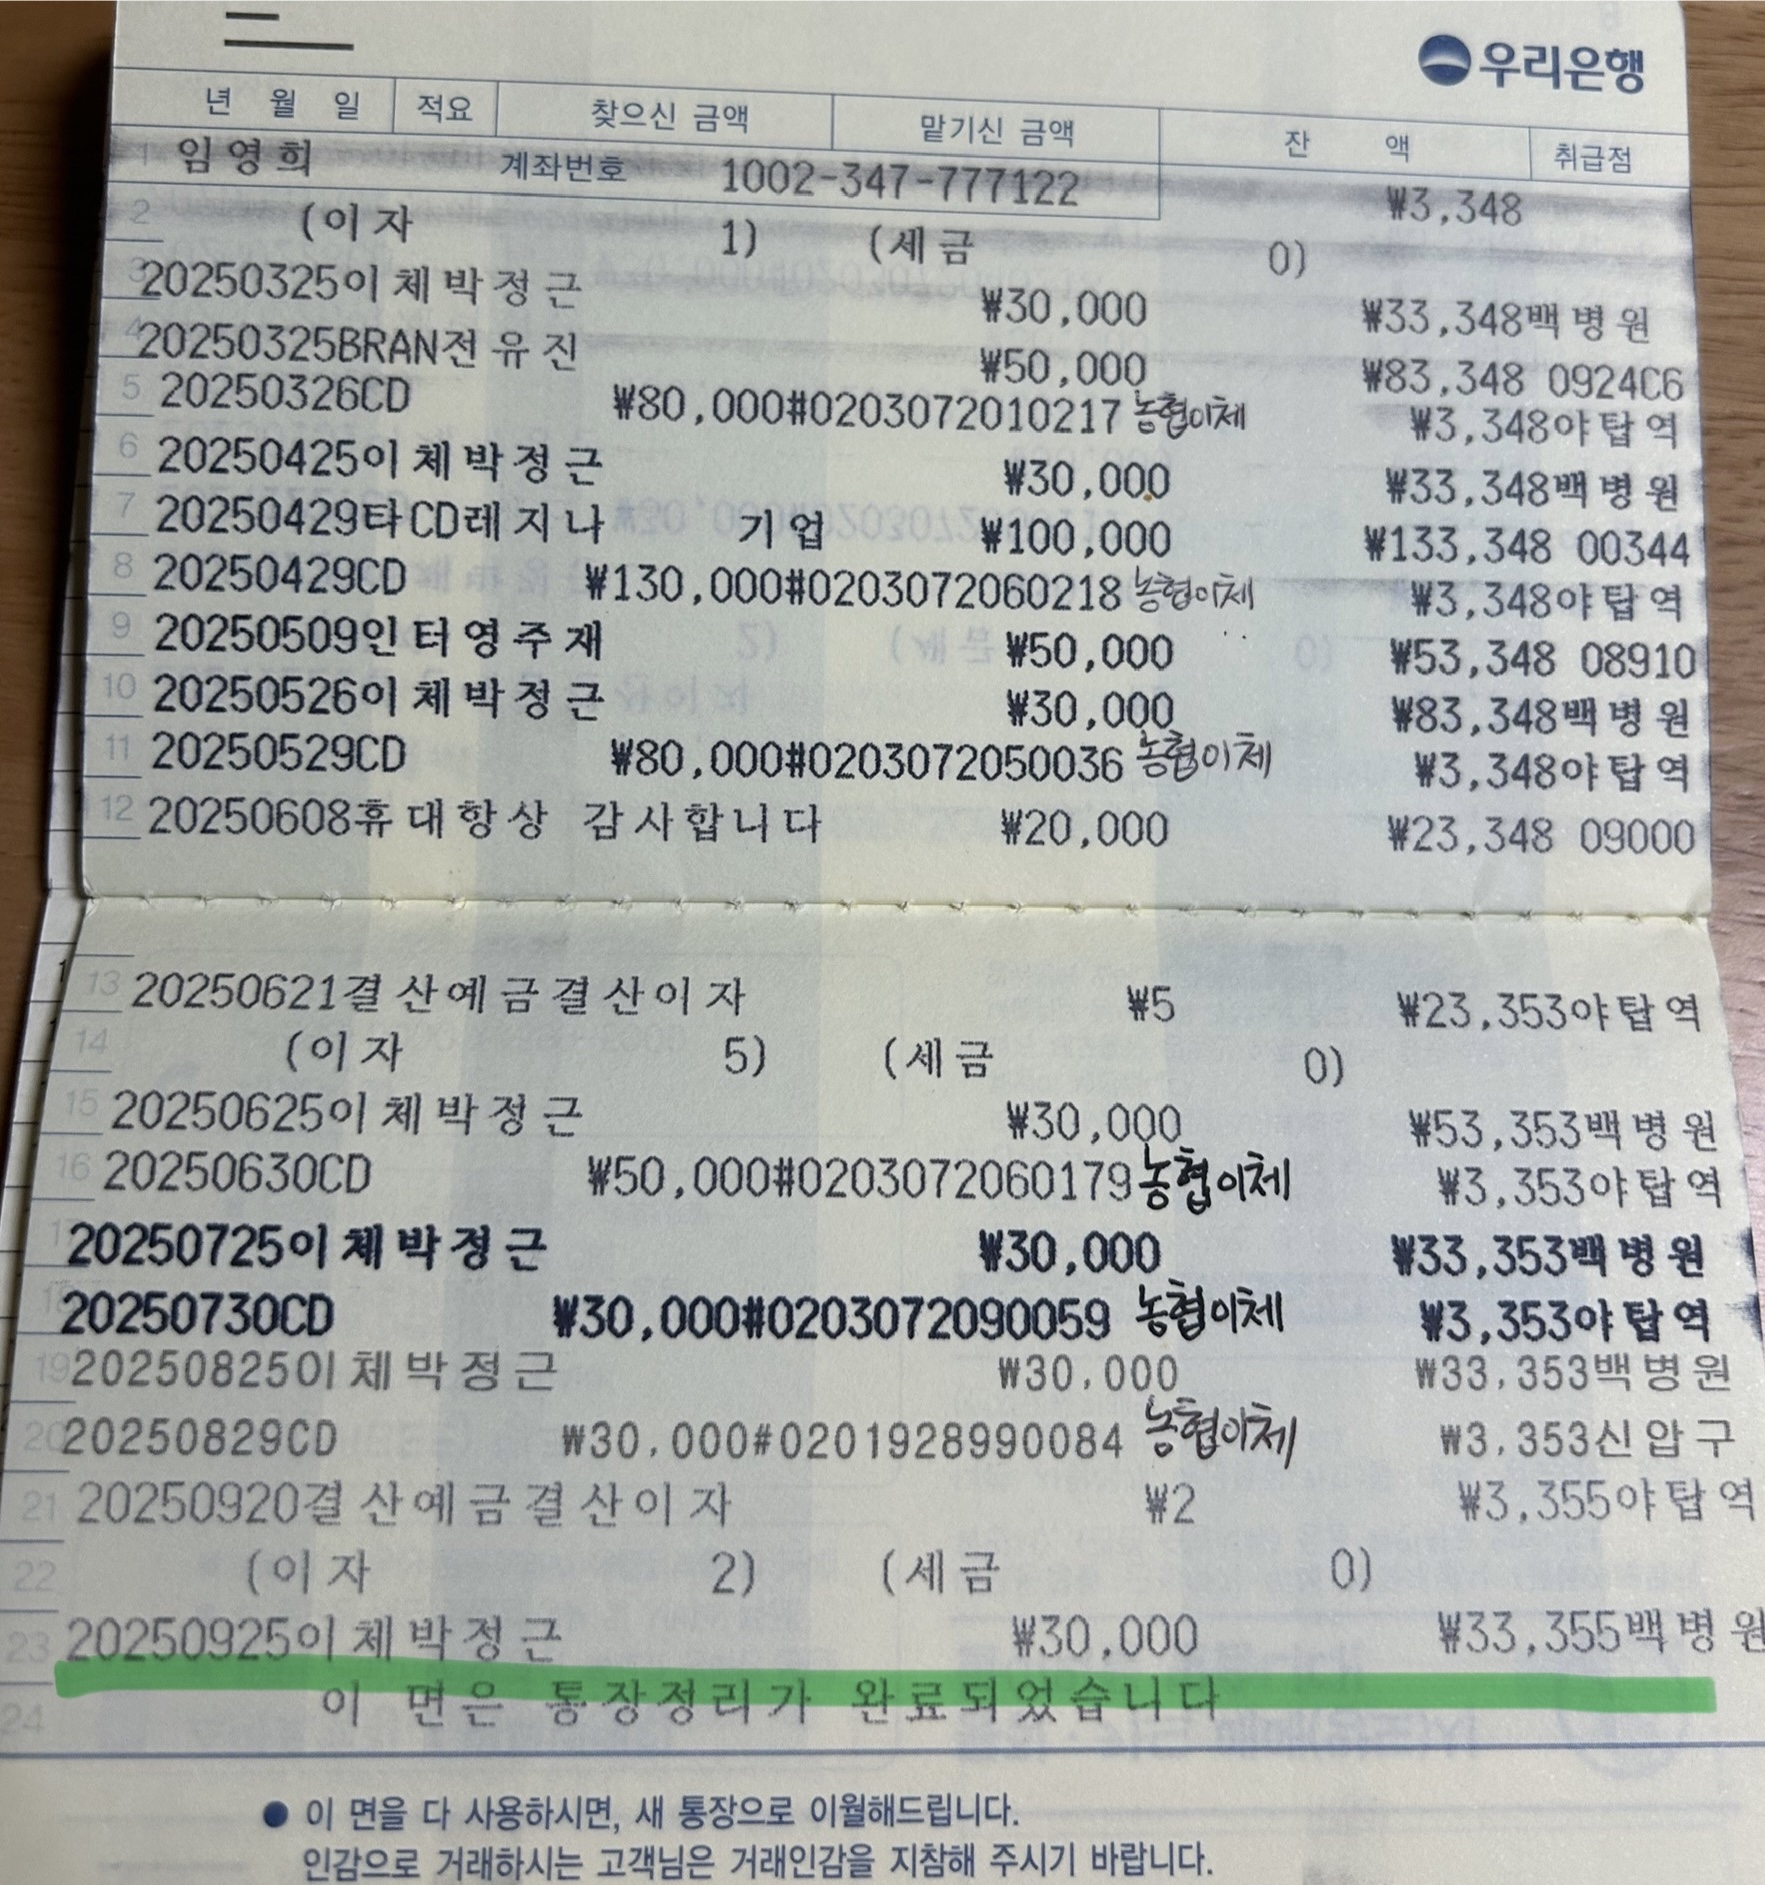 우리은행
년 월 일 적요 찾으신 금액 맡기신 금액 잔 액 취급점
1 임영희 계좌번호 1002-347-777122 ₩3,348
2 (이자 1) (세금 0)
3 20250325이체박정근 ₩30,000 ₩33,348백병원
4 20250325BRAN전유진 ₩50,000 ₩83,348 0924C6
5 20250326CD ₩80,000#0203072010217 농협이체 ₩3,348야탑역
6 20250425이체박정근 ₩30,000 ₩33,348백병원
7 20250429타CD레지나 기업 ₩100,000 ₩133,348 00344
8 20250429CD ₩130,000#0203072060218 농협이체 ₩3,348야탑역
9 20250509인터영주재 ₩50,000 ₩53,348 08910
10 20250526이체박정근 ₩30,000 ₩83,348백병원
11 20250529CD ₩80,000#0203072050036 농협이체 ₩3,348야탑역
12 20250608휴대항상 감사합니다 ₩20,000 ₩23,348 09000
13 20250621결산예금결산이자 ₩5 ₩23,353야탑역
14 (이자 5) (세금 0)
15 20250625이체박정근 ₩30,000 ₩53,353백병원
16 20250630CD ₩50,000#0203072060179 농협이체 ₩3,353야탑역
17 20250725이체박정근 ₩30,000 ₩33,353백병원
18 20250730CD ₩30,000#0203072090059 농협이체 ₩3,353야탑역
19 20250825이체박정근 ₩30,000 ₩33,353백병원
20 20250829CD ₩30,000#0201928990084 농협이체 ₩3,353신압구
21 20250920결산예금결산이자 ₩2 ₩3,355야탑역
22 (이자 2) (세금 0)
23 20250925이체박정근 ₩30,000 ₩33,355백병원
24 이 면은 통장정리가 완료되었습니다
● 이 면을 다 사용하시면, 새 통장으로 이월해드립니다.
인감으로 거래하시는 고객님은 거래인감을 지참해 주시기 바랍니다.